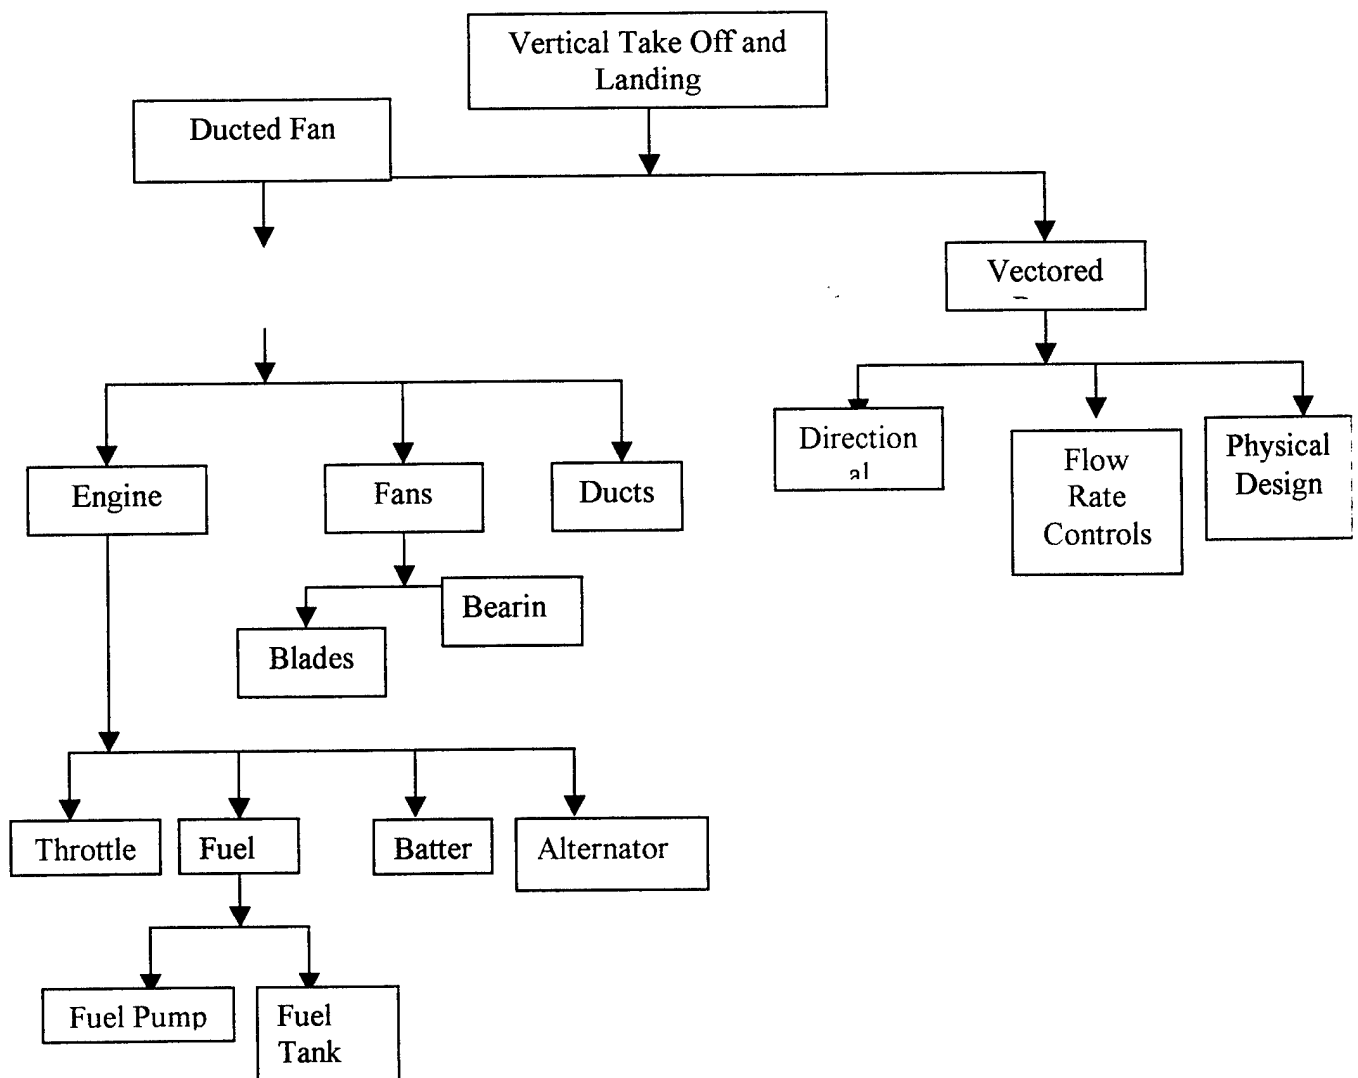 Vertical Take Off and
Landing
Ducted Fan
Vectored
Direction
al
Flow
Rate
Controls
Physical
Design
Engine
Fans
Ducts
Bearin
Blades
Throttle
Fuel
Batter
Alternator
Fuel Pump
Fuel
Tank